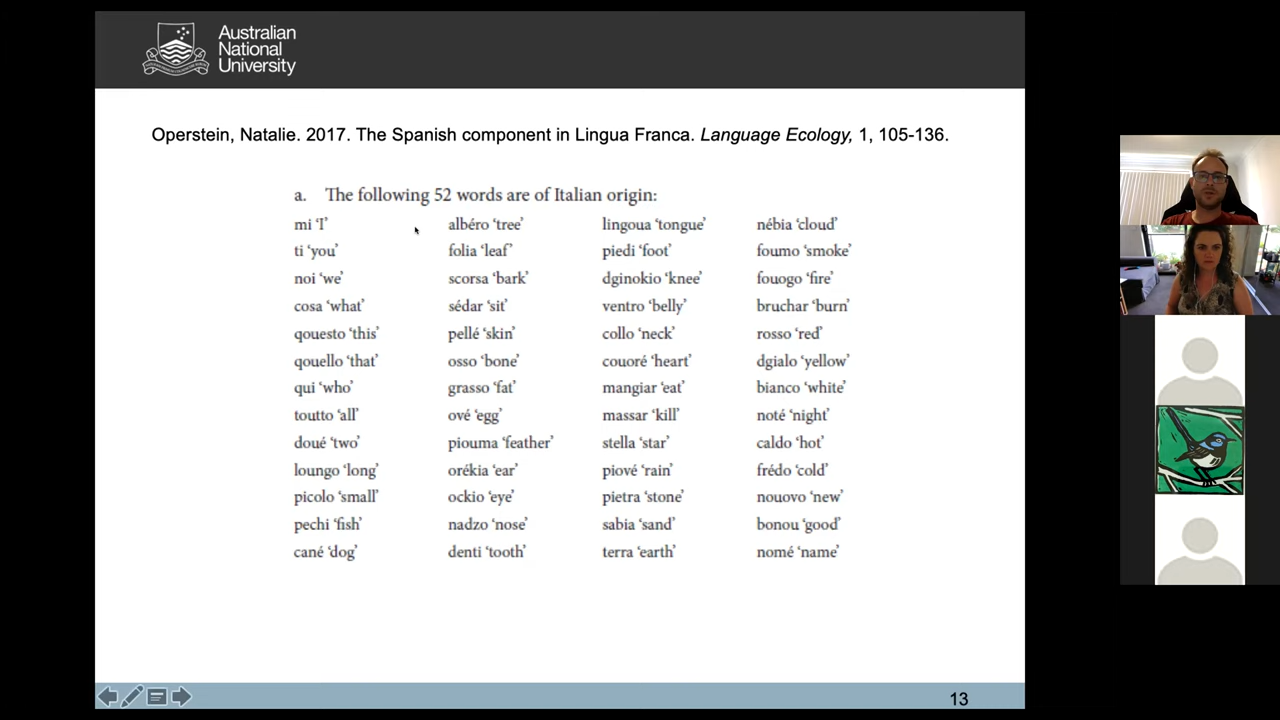 Australian
National
University
Operstein, Natalie. 2017. The Spanish component in Lingua Franca. Language Ecology, 1, 105-136.
a. The following 52 words are of Italian origin:
mi ‘I’ albéro ‘tree’ lingoua ‘tongue’ nébia ‘cloud’
ti ‘you’ folia ‘leaf’ piedi ‘foot’ foumo ‘smoke’
noi ‘we’ scorsa ‘bark’ dginokio ‘knee’ fouogo ‘fire’
cosa ‘what’ sédar ‘sit’ ventro ‘belly’ bruchar ‘burn’
qouesto ‘this’ pellé ‘skin’ collo ‘neck’ rosso ‘red’
qouello ‘that’ osso ‘bone’ couoré ‘heart’ dgialo ‘yellow’
qui ‘who’ grasso ‘fat’ mangiar ‘eat’ bianco ‘white’
toutto ‘all’ ové ‘egg’ massar ‘kill’ noté ‘night’
doué ‘two’ piouma ‘feather’ stella ‘star’ caldo ‘hot’
loungo ‘long’ orékia ‘ear’ piové ‘rain’ frédo ‘cold’
picolo ‘small’ ockio ‘eye’ pietra ‘stone’ nouovo ‘new’
pechi ‘fish’ nadzo ‘nose’ sabia ‘sand’ bonou ‘good’
cané ‘dog’ denti ‘tooth’ terra ‘earth’ nomé ‘name’
13